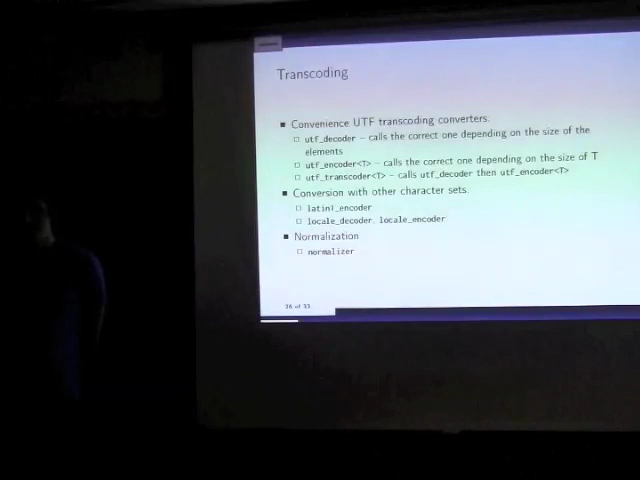 Transcoding
Convenience UTF transcoding converters:
utf_decoder – calls the correct one depending on the size of the
elements
utf_encoder<T> – calls the correct one depending on the size of T
utf_transcoder<T> – calls utf_decoder then utf_encoder<T>
Conversion with other character sets.
latin1_encoder
locale_decoder, locale_encoder
Normalization
normalizer